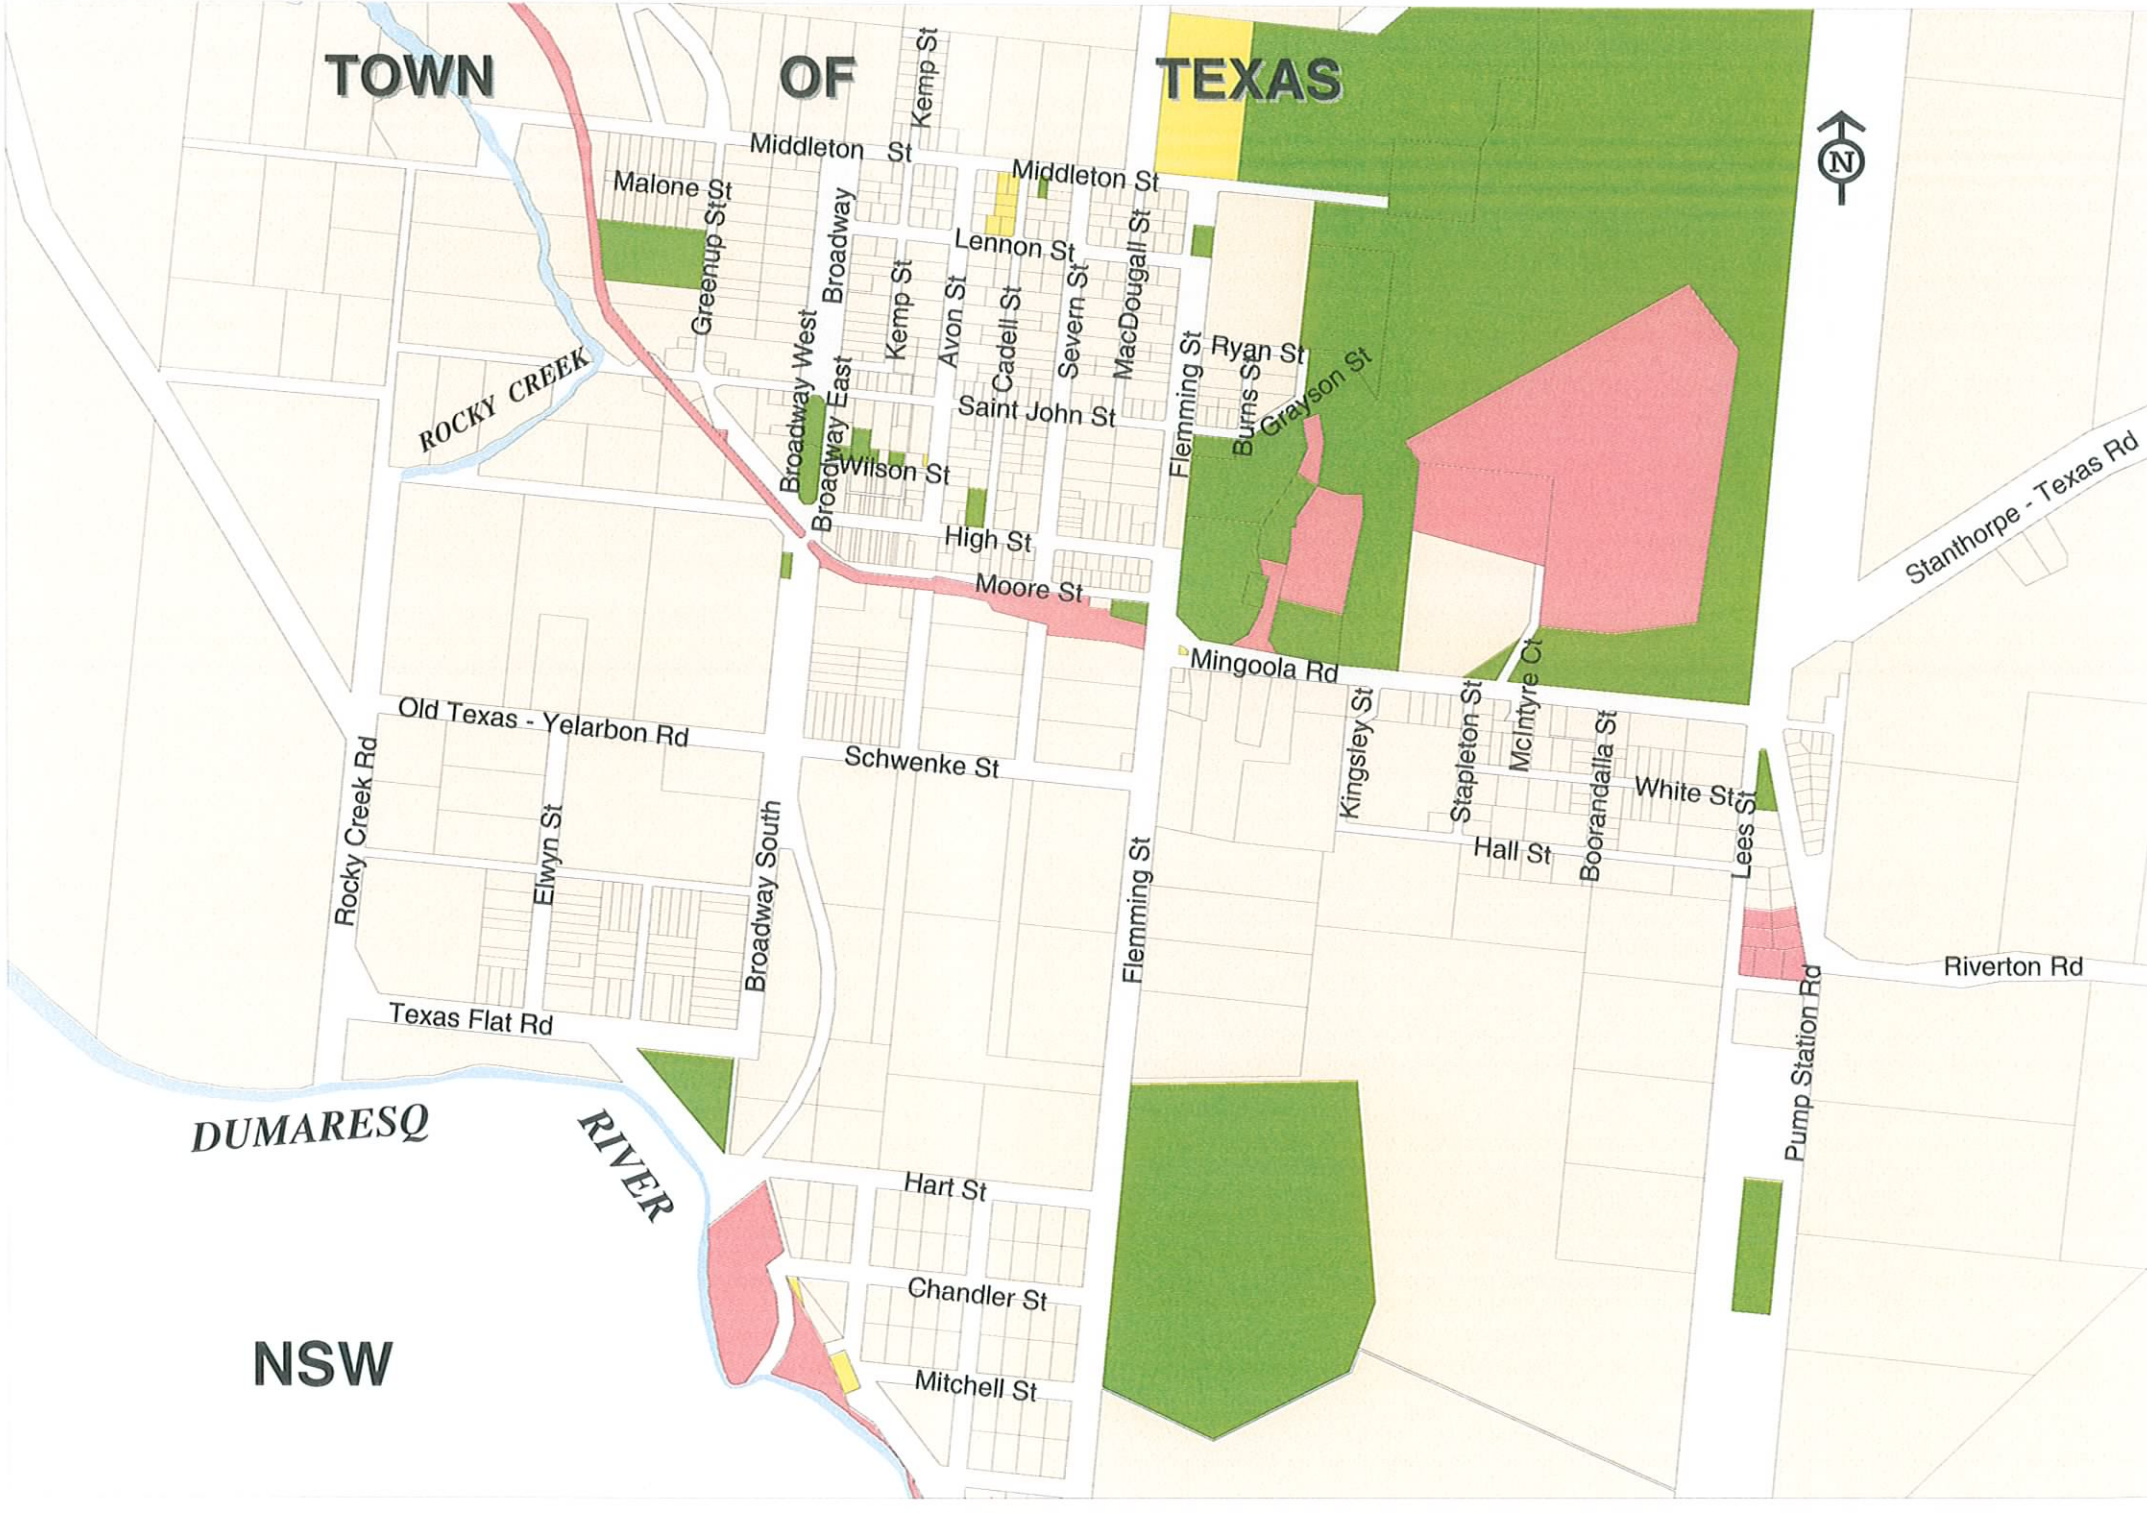 TOWN OF TEXAS
Kemp St
N
Middleton St
Middleton St
Malone St
Greenup St
Broadway
Lennon St
MacDougall St
Kemp St
Avon St
Cadell St
Severn St
Flemming St
Ryan St
Burns St
Grayson St
ROCKY CREEK
Broadway West
Broadway East
Saint John St
Wilson St
Stanthorpe - Texas Rd
High St
Moore St
Mingoola Rd
Old Texas - Yelarbon Rd
Schwenke St
Kingsley St
Stapleton St
McIntyre Ct
Boorandalla St
White St
Lees St
Hall St
Rocky Creek Rd
Elwyn St
Broadway South
Flemming St
Riverton Rd
Texas Flat Rd
Pump Station Rd
DUMARESQ RIVER
Hart St
Chandler St
NSW
Mitchell St